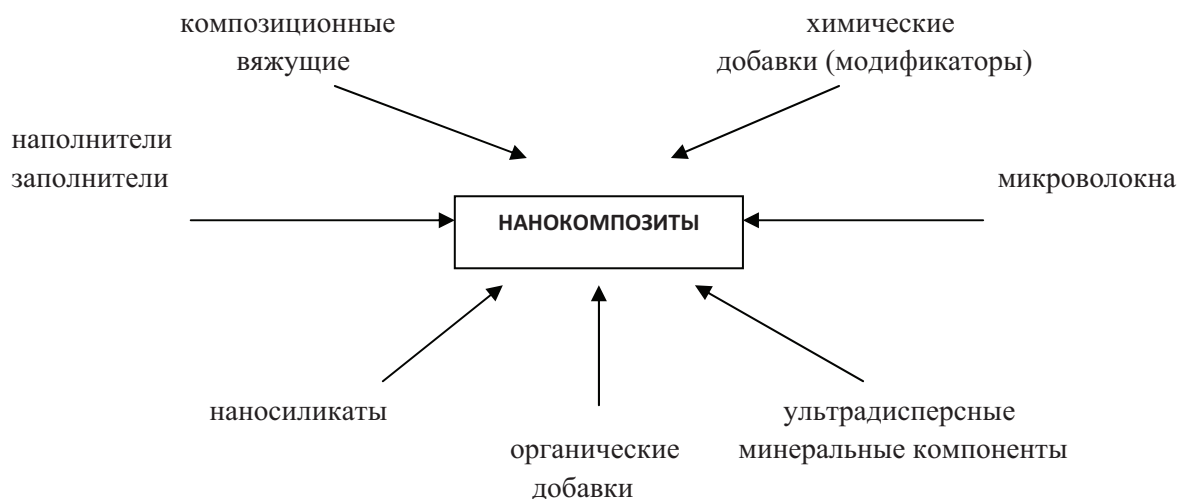 композиционные
вяжущие
химические
добавки (модификаторы)
наполнители
заполнители
микроволокна
НАНОКОМПОЗИТЫ
наносиликаты
органические
добавки
ультрадисперсные
минеральные компоненты